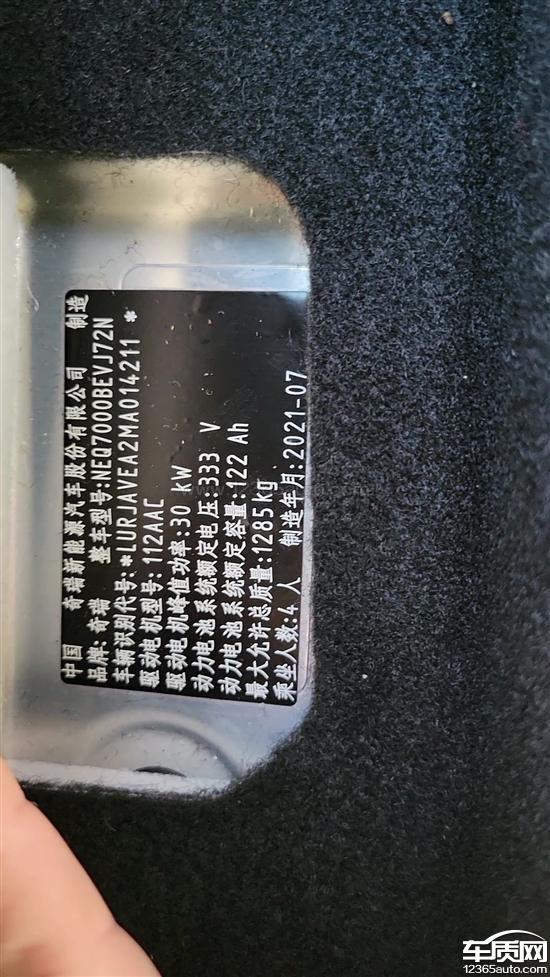 中国 奇瑞新能源汽车股份有限公司 制造
品牌:奇瑞 整车型号:NEQ7000BEVJ72N
车辆识别代号:*LURJAVEA2MA014211 *
驱动电机型号: 112AAC
驱动电机峰值功率:30 kW
动力电池系统额定电压:333 V
动力电池系统额定容量:122 Ah
最大允许总质量:1285kg
乘坐人数:4 人 制造年月:2021-07
车质网
12365auto.com